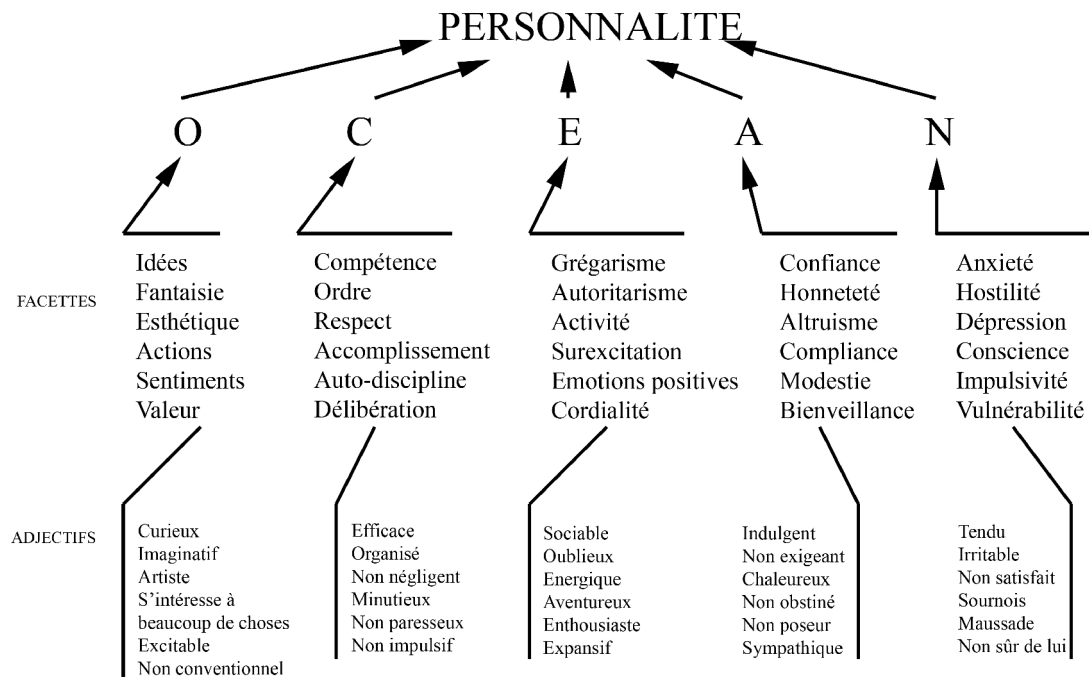 PERSONNALITE
O
C
E
A
N
FACETTES
Idées
Fantaisie
Esthétique
Actions
Sentiments
Valeur
Compétence
Ordre
Respect
Accomplissement
Auto-discipline
Délibération
Grégarisme
Autoritarisme
Activité
Surexcitation
Emotions positives
Cordialité
Confiance
Honneteté
Altruisme
Compliance
Modestie
Bienveillance
Anxieté
Hostilité
Dépression
Conscience
Impulsivité
Vulnérabilité
ADJECTIFS
Curieux
Imaginatif
Artiste
S'intéresse à
beaucoup de choses
Excitable
Non conventionnel
Efficace
Organisé
Non négligent
Minutieux
Non paresseux
Non impulsif
Sociable
Oublieux
Energique
Aventureux
Enthousiaste
Expansif
Indulgent
Non exigeant
Chaleureux
Non obstiné
Non poseur
Sympathique
Tendu
Irritable
Non satisfait
Sournois
Maussade
Non sûr de lui